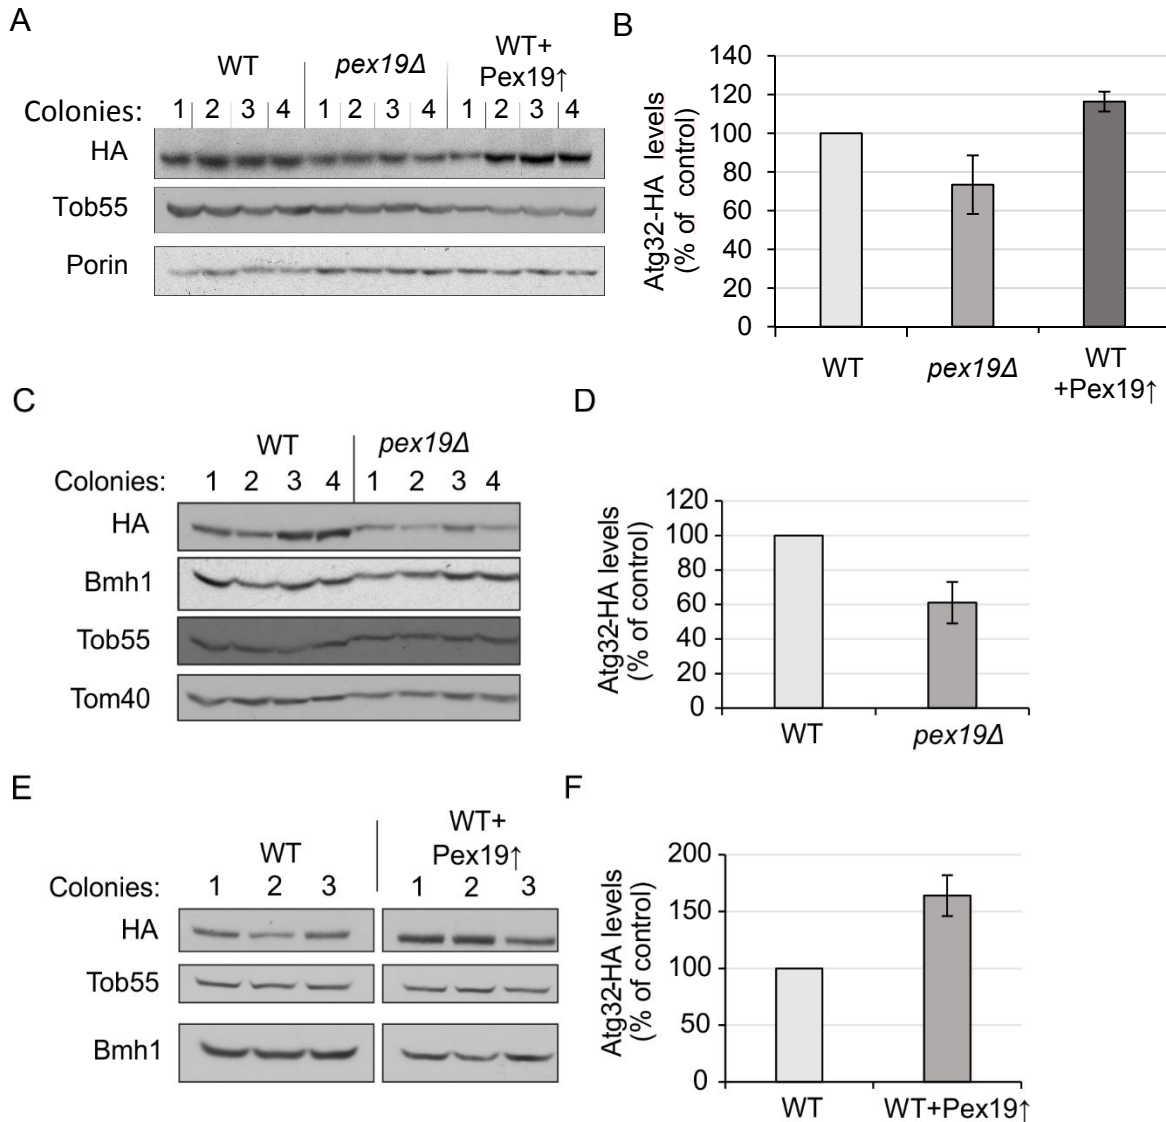 A
WT
pex19Δ
WT+
Pex19↑
Colonies: 1 2 3 4 1 2 3 4 1 2 3 4
HA
Tob55
Porin
B
Atg32-HA levels
(% of control)
140
120
100
80
60
40
20
0
WT
pex19Δ
WT
+Pex19↑
C
WT
pex19Δ
Colonies: 1 2 3 4 1 2 3 4
HA
Bmh1
Tob55
Tom40
D
Atg32-HA levels
(% of control)
120
100
80
60
40
20
0
WT
pex19Δ
E
WT
WT+
Pex19↑
Colonies: 1 2 3 1 2 3
HA
Tob55
Bmh1
F
Atg32-HA levels
(% of control)
200
150
100
50
0
WT
WT+Pex19↑